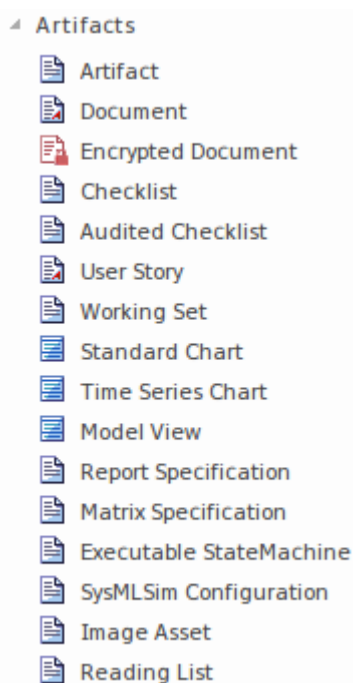 Artifacts
Artifact
Document
Encrypted Document
Checklist
Audited Checklist
User Story
Working Set
Standard Chart
Time Series Chart
Model View
Report Specification
Matrix Specification
Executable StateMachine
SysMLSim Configuration
Image Asset
Reading List